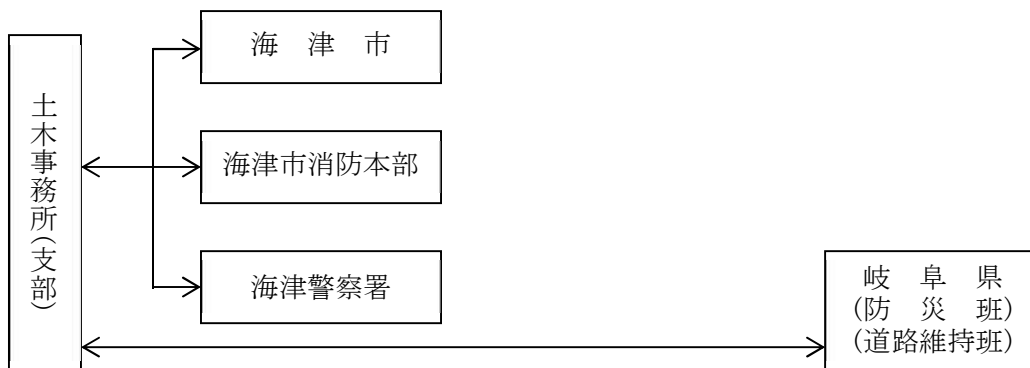 土木事務所(支部)
海　津　市
海津市消防本部
海津警察署
岐　阜　県
(防　災　班)
(道路維持班)